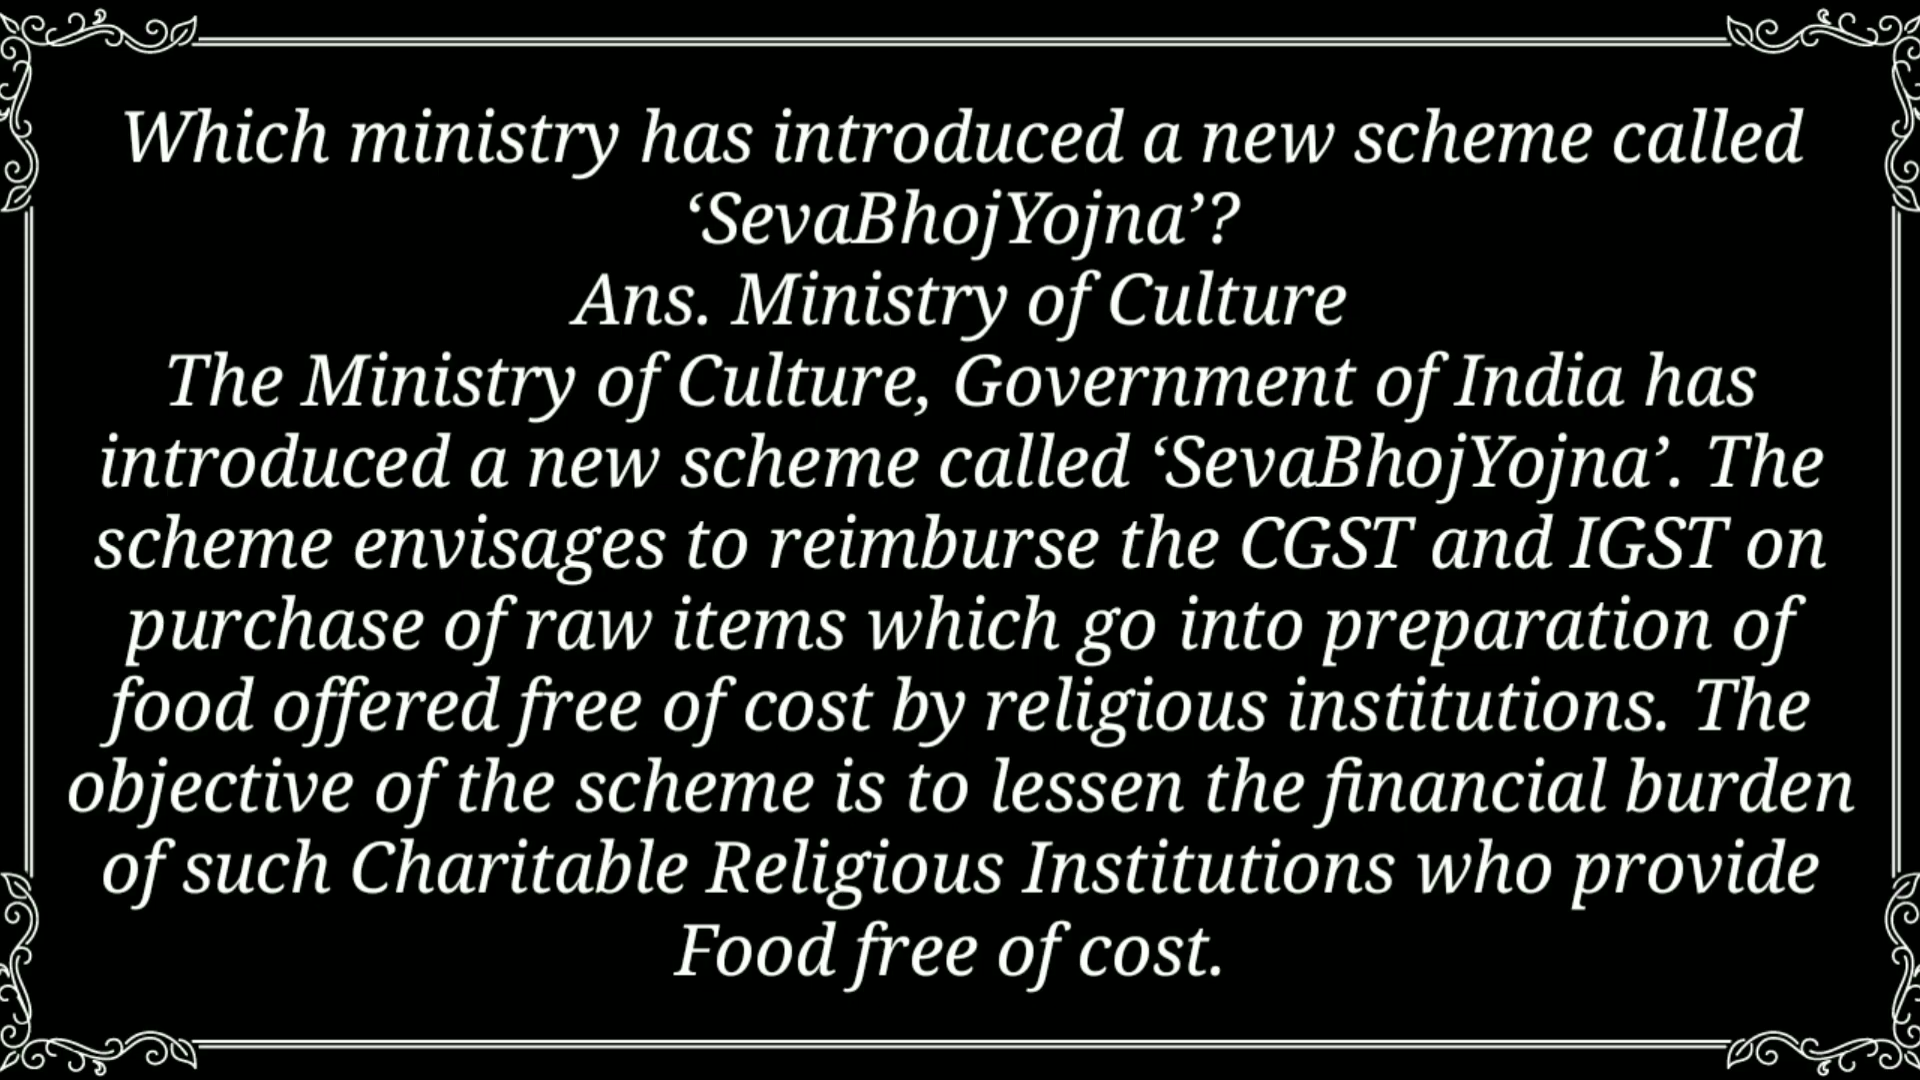 Which ministry has introduced a new scheme called
‘SevaBhojYojna’?
Ans. Ministry of Culture
The Ministry of Culture, Government of India has
introduced a new scheme called ‘SevaBhojYojna’. The
scheme envisages to reimburse the CGST and IGST on
purchase of raw items which go into preparation of
food offered free of cost by religious institutions. The
objective of the scheme is to lessen the financial burden
of such Charitable Religious Institutions who provide
Food free of cost.